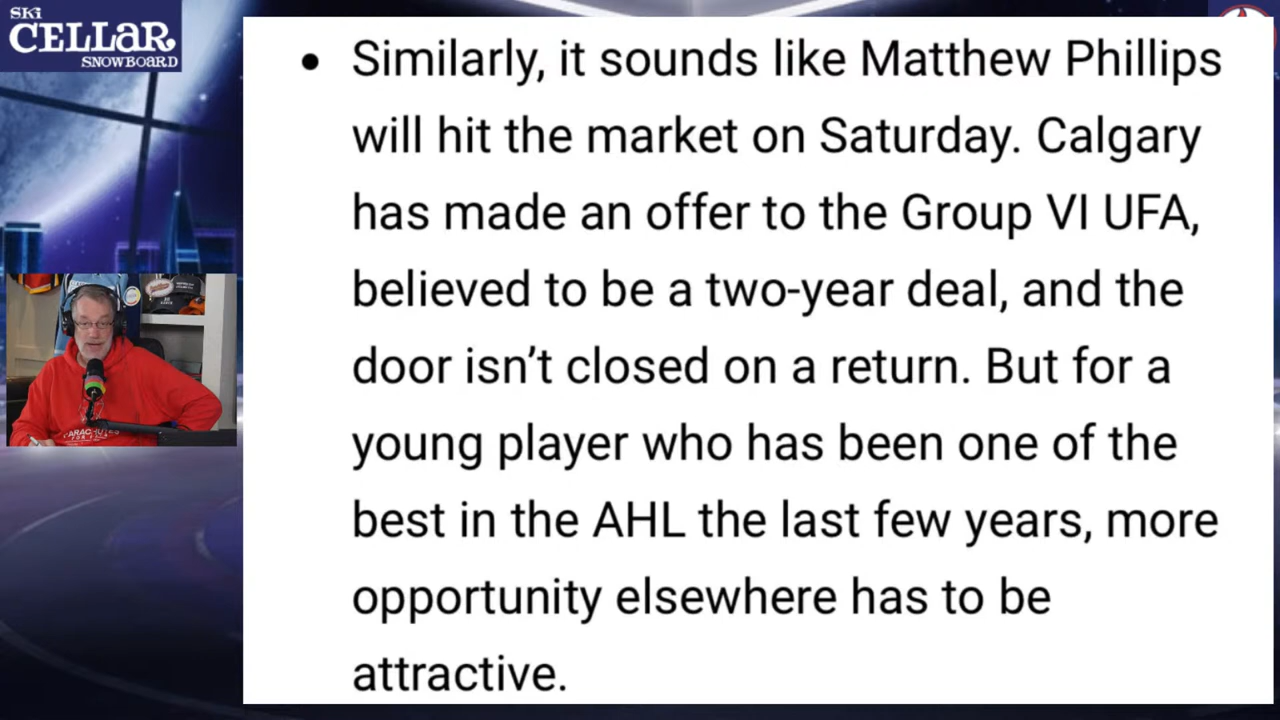 SKi
CELLAR
SNOWBOARD
• Similarly, it sounds like Matthew Phillips
will hit the market on Saturday. Calgary
has made an offer to the Group VI UFA,
believed to be a two-year deal, and the
door isn’t closed on a return. But for a
young player who has been one of the
best in the AHL the last few years, more
opportunity elsewhere has to be
attractive.